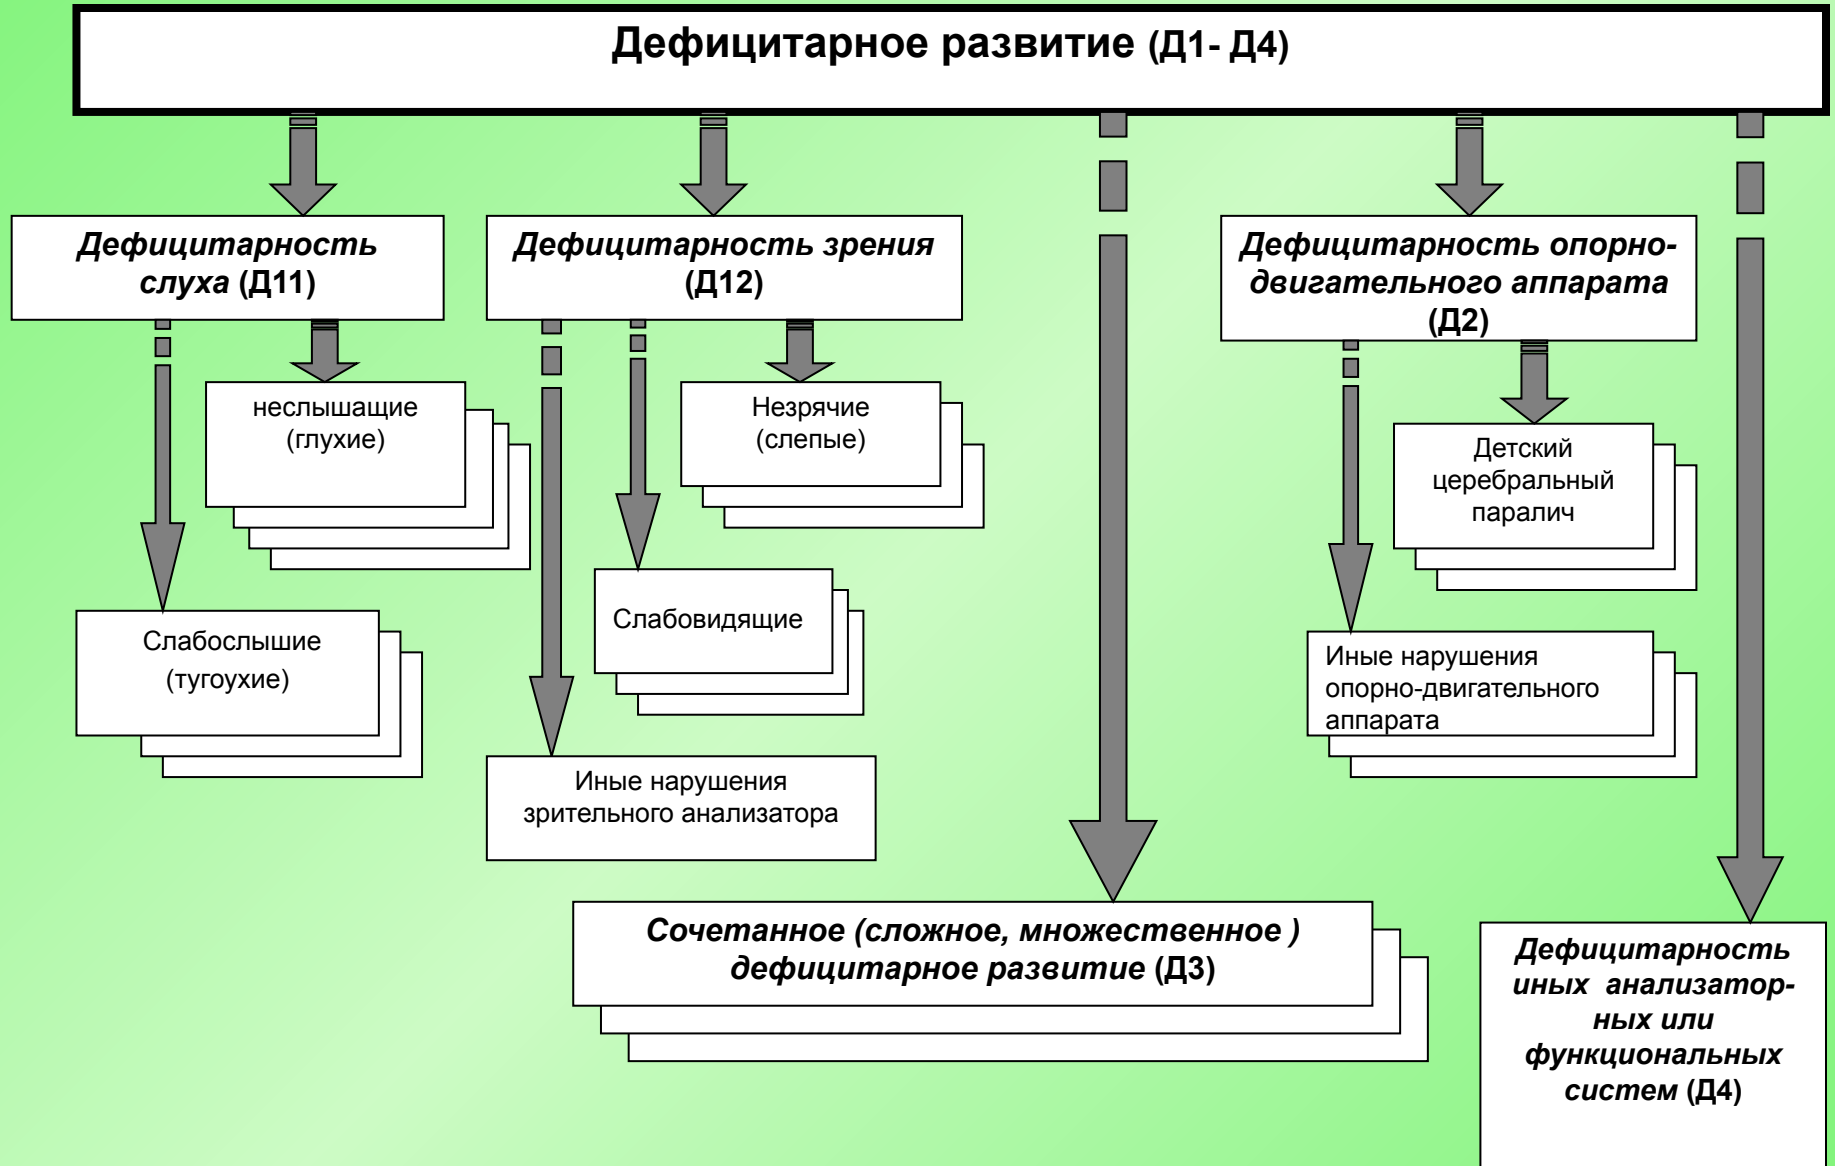 Дефицитарное развитие (Д1- Д4)
Дефицитарность
слуха (Д11)
Дефицитарность зрения
(Д12)
Дефицитарность опорно-
двигательного аппарата
(Д2)
неслышащие
(глухие)
Незрячие
(слепые)
Детский
церебральный
паралич
Слабослышие
(тугоухие)
Слабовидящие
Иные нарушения
опорно-двигательного
аппарата
Иные нарушения
зрительного анализатора
Сочетанное (сложное, множественное )
дефицитарное развитие (Д3)
Дефицитарность
иных анализатор-
ных или
функциональных
систем (Д4)